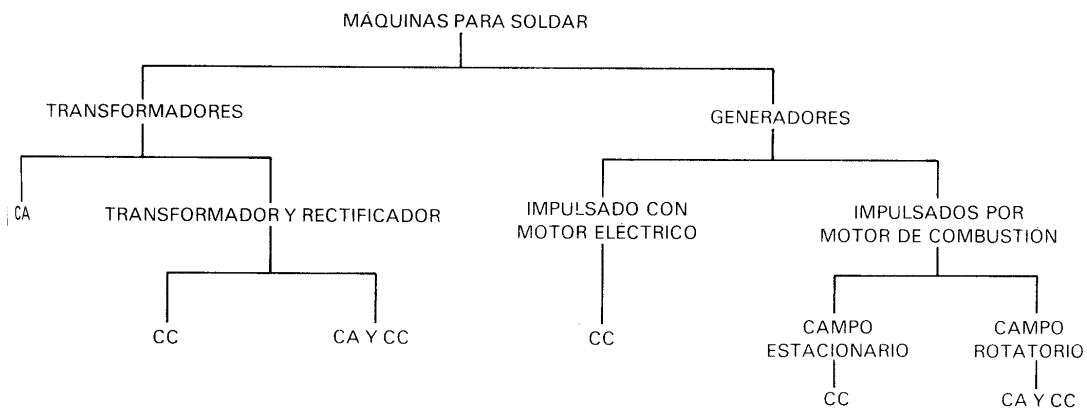 MÁQUINAS PARA SOLDAR
TRANSFORMADORES
GENERADORES
CA
TRANSFORMADOR Y RECTIFICADOR
IMPULSADO CON
MOTOR ELÉCTRICO
IMPULSADOS POR
MOTOR DE COMBUSTIÓN
CC
CA Y CC
CC
CAMPO
ESTACIONARIO
CAMPO
ROTATORIO
CC
CA Y CC